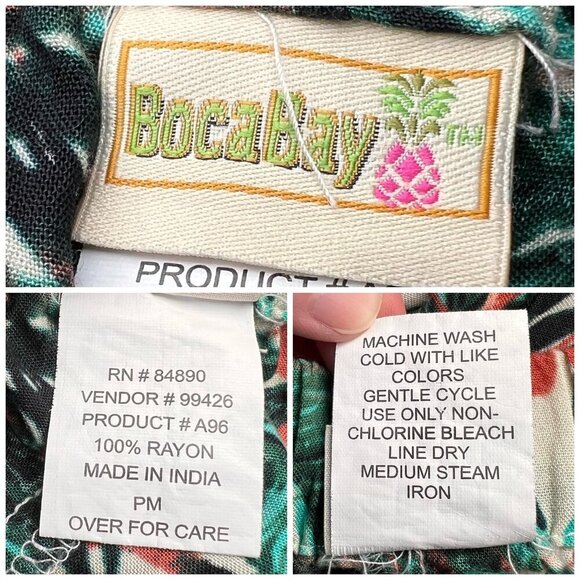 BocaBay TM
PRODUCT # A
RN # 84890
VENDOR # 99426
PRODUCT # A96
100% RAYON
MADE IN INDIA
PM
OVER FOR CARE
MACHINE WASH
COLD WITH LIKE
COLORS
GENTLE CYCLE
USE ONLY NON-
CHLORINE BLEACH
LINE DRY
MEDIUM STEAM
IRON